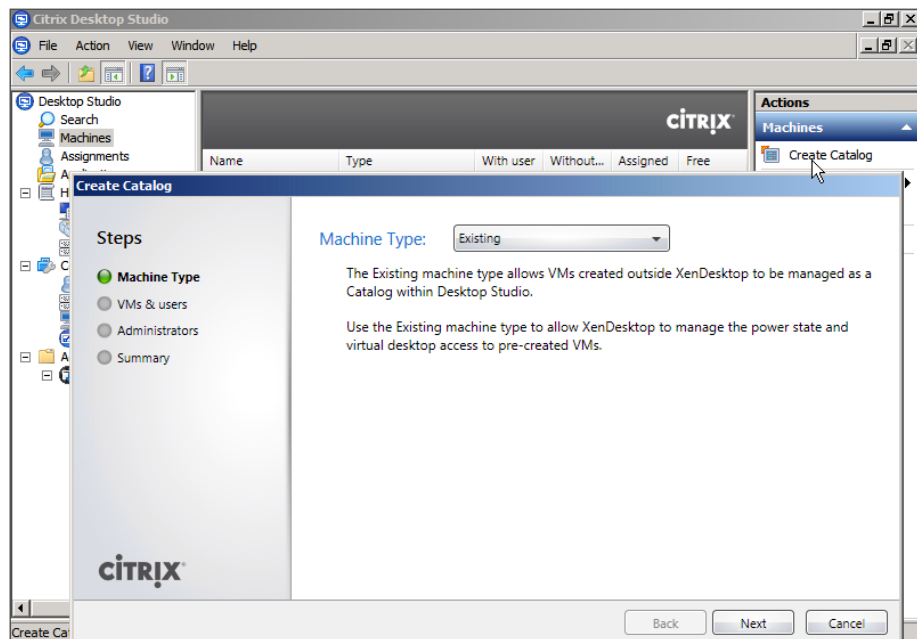 Citrix Desktop Studio
File Action View Window Help
Desktop Studio
Search
Machines
Assignments
CİTRIX
Name Type With user Without... Assigned Free
Actions
Machines
Create Catalog
Create Catalog
Steps
Machine Type
VMs & users
Administrators
Summary
CİTRIX
Machine Type: Existing
The Existing machine type allows VMs created outside XenDesktop to be managed as a
Catalog within Desktop Studio.
Use the Existing machine type to allow XenDesktop to manage the power state and
virtual desktop access to pre-created VMs.
Back Next Cancel
Create Ca